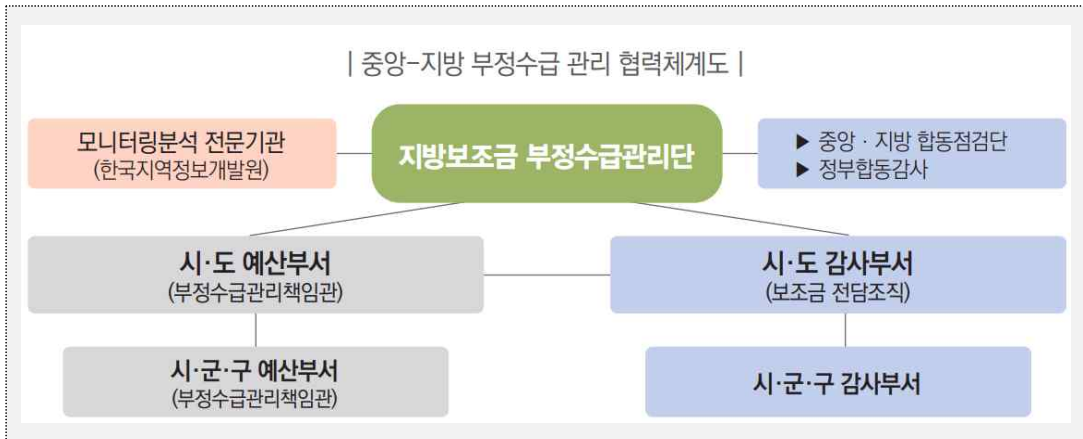 | 중앙-지방 부정수급 관리 협력체계도 |
모니터링분석 전문기관
(한국지역정보개발원)
지방보조금 부정수급관리단
▶ 중앙 · 지방 합동점검단
▶ 정부합동감사
시·도 예산부서
(부정수급관리책임관)
시·도 감사부서
(보조금 전담조직)
시·군·구 예산부서
(부정수급관리책임관)
시·군·구 감사부서